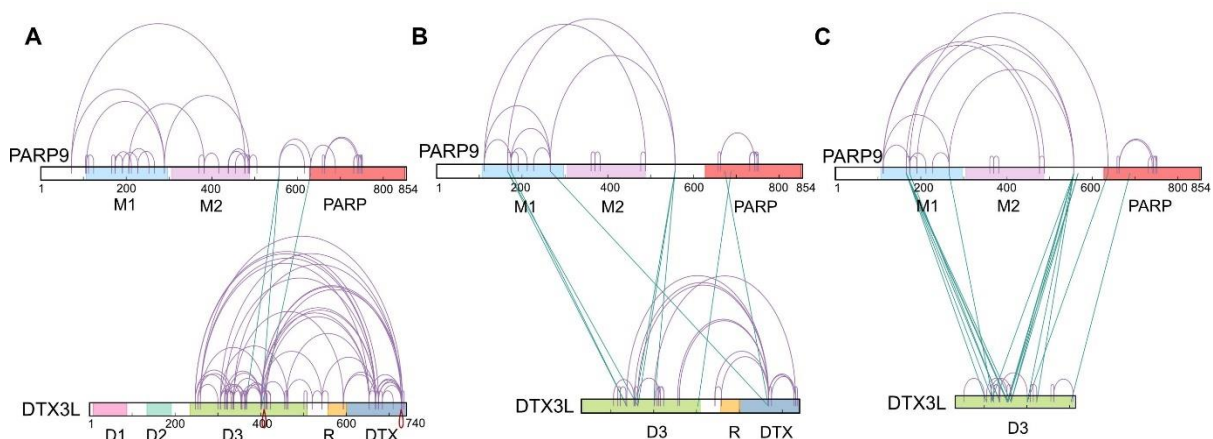 A
PARP9
1 200 400 600 800 854
M1 M2 PARP
DTX3L
1 200 400 600 740
D1 D2 D3 R DTX
B
PARP9
1 200 400 600 800 854
M1 M2 PARP
DTX3L
D3 R DTX
C
PARP9
1 200 400 600 800 854
M1 M2 PARP
DTX3L
D3